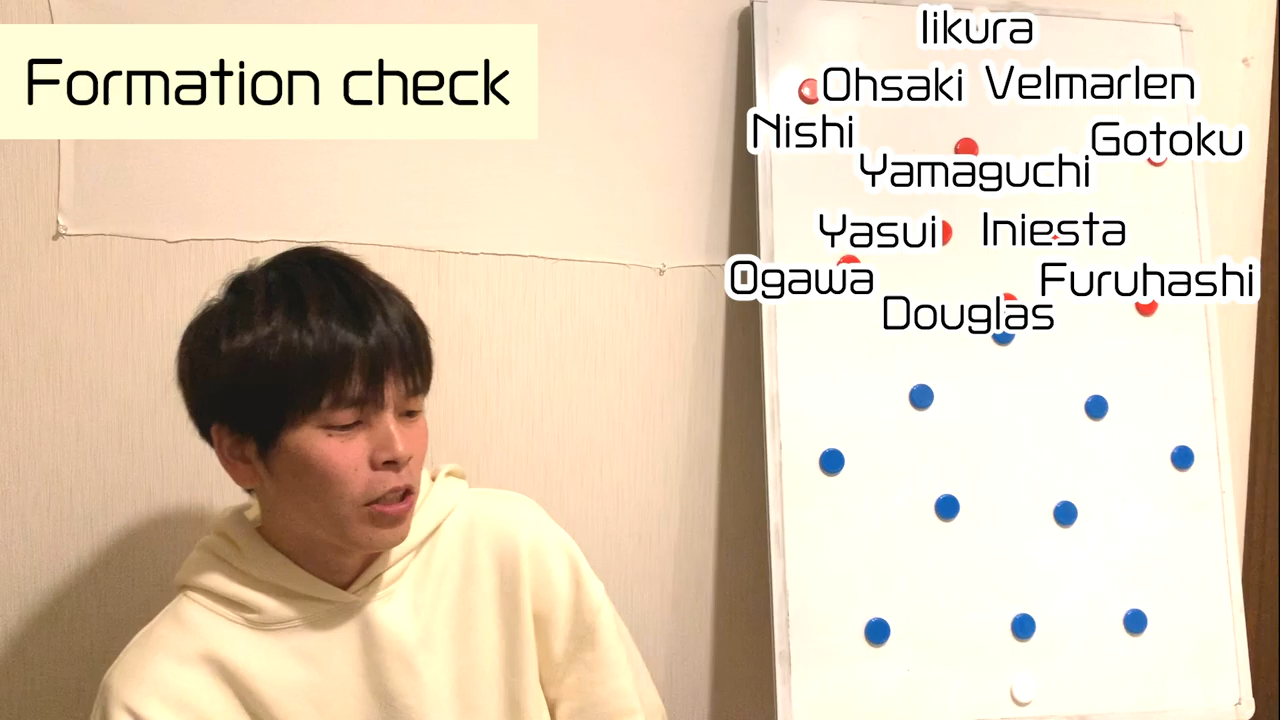 Formation check
Iikura
Ohsaki Velmarlen
Nishi Gotoku
Yamaguchi
Yasui Iniesta
Ogawa Furuhashi
Douglas